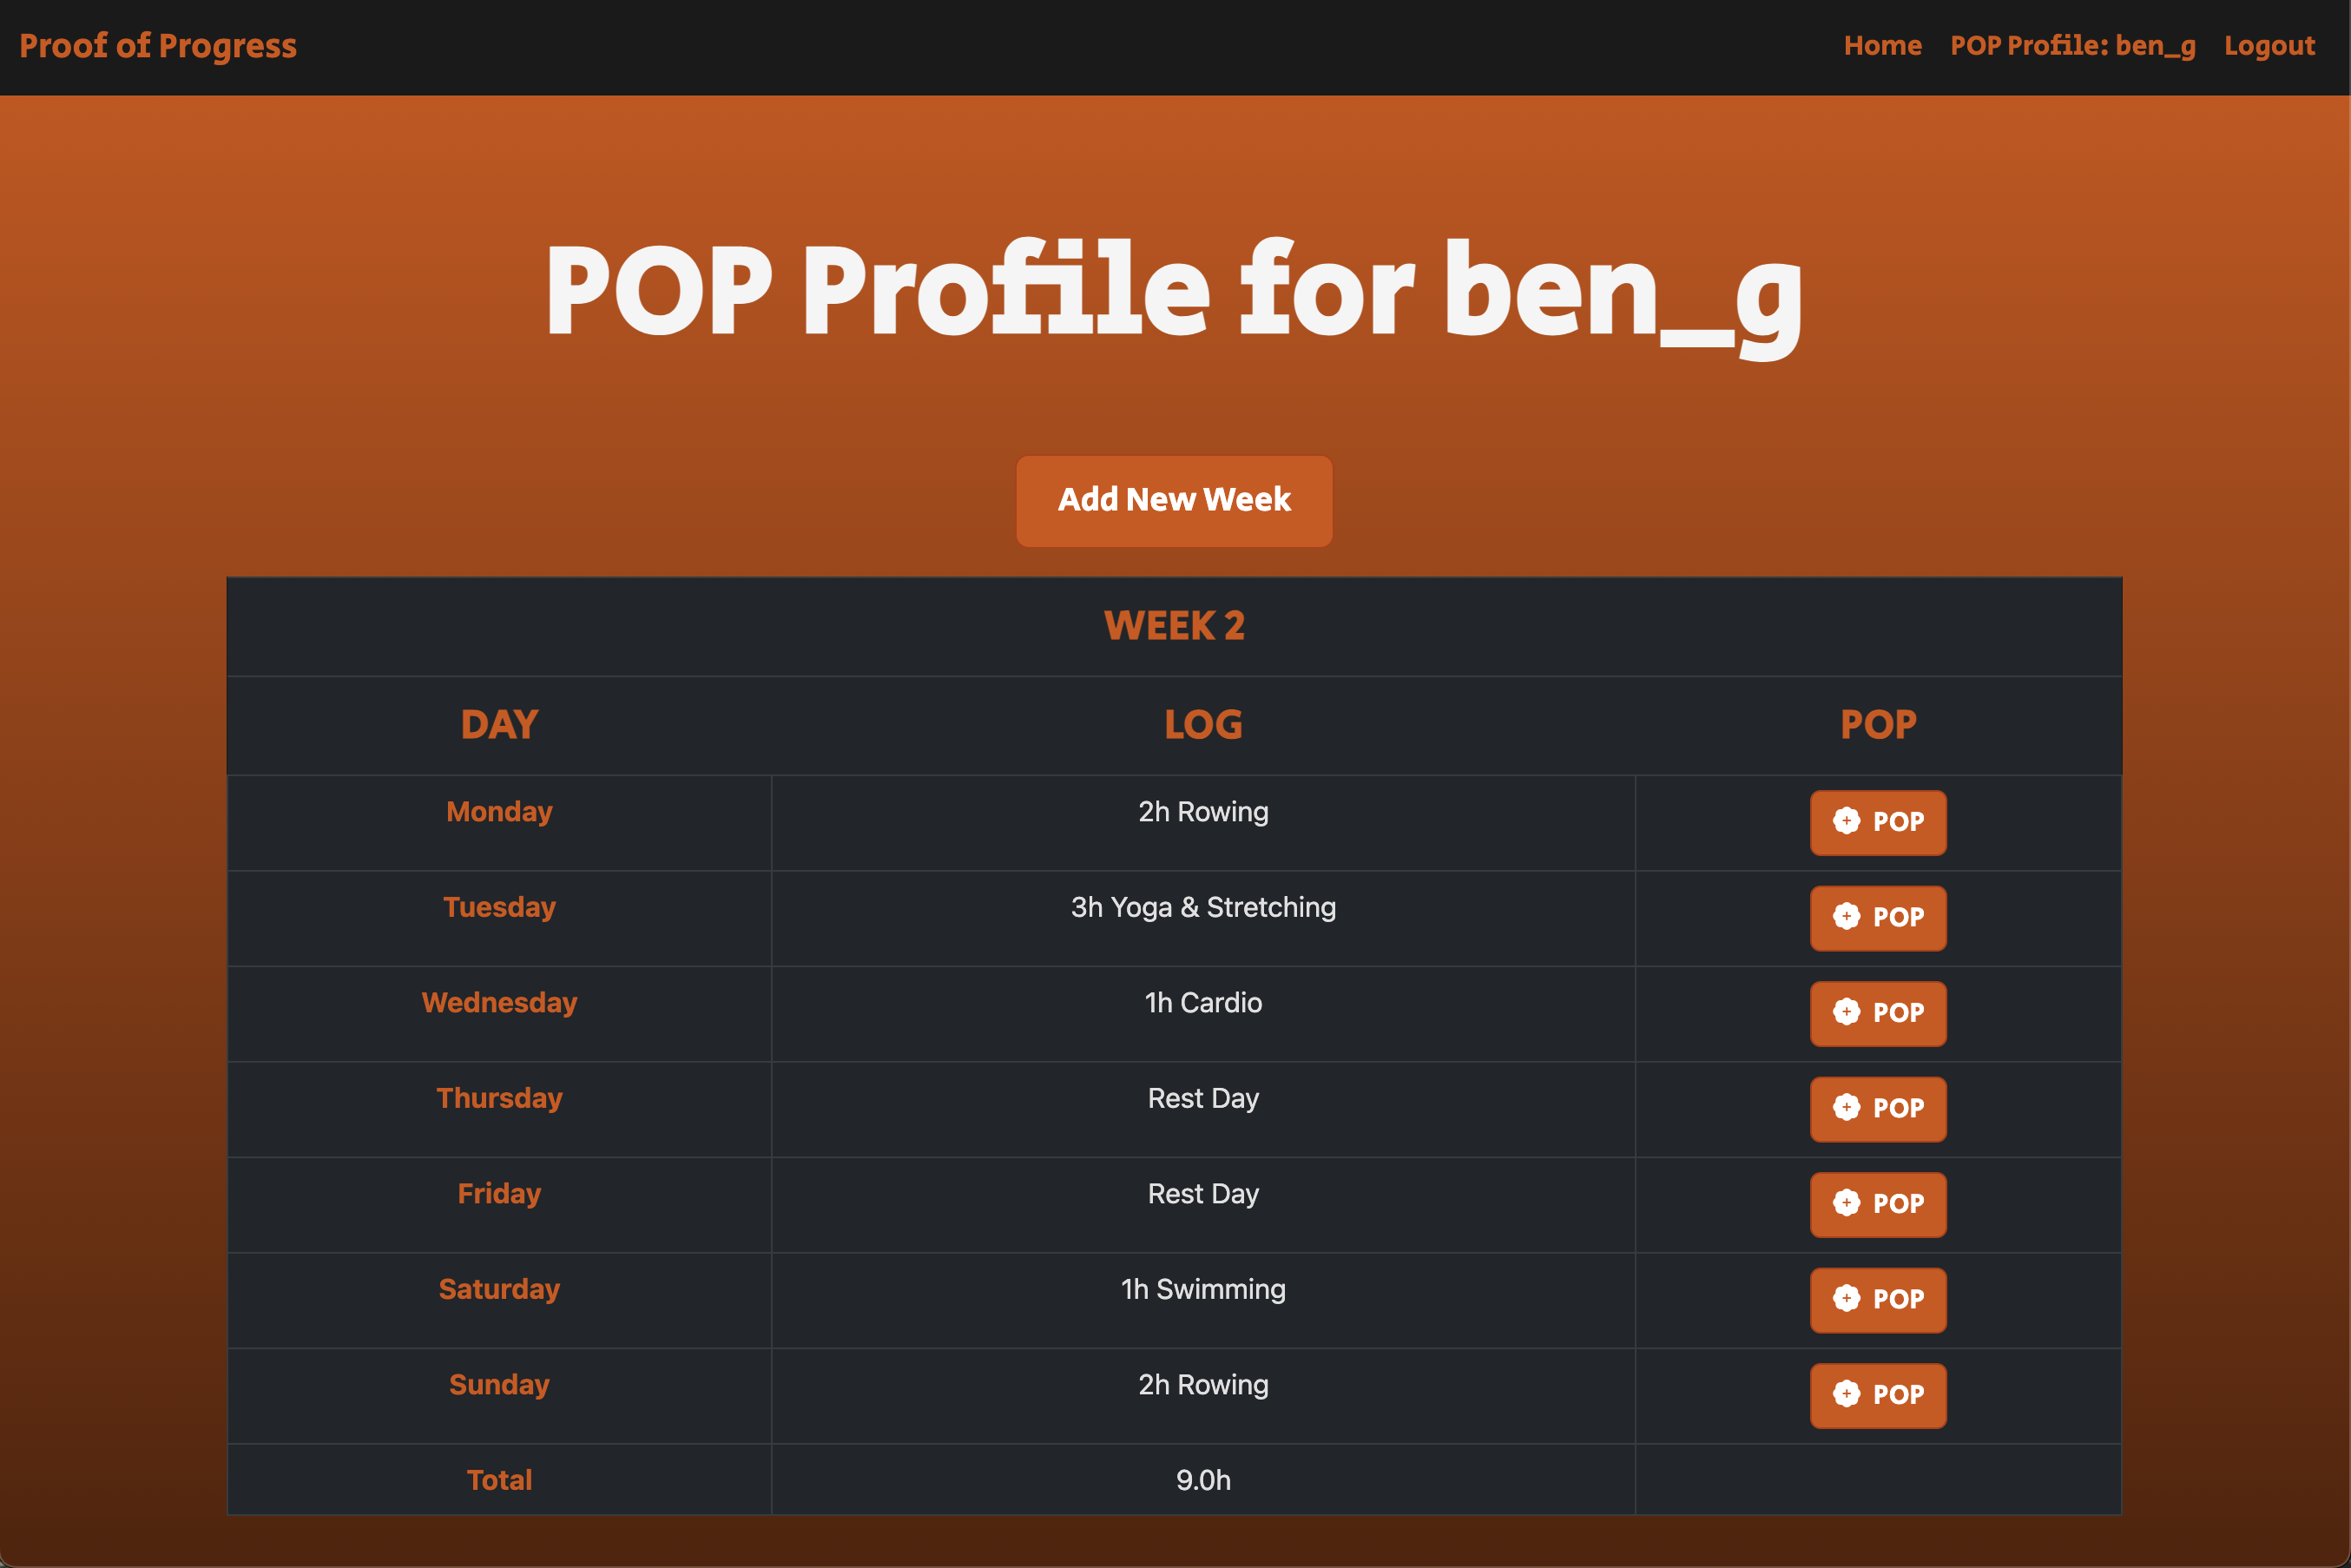 Proof of Progress
Home POP Profile: ben_g Logout
POP Profile for ben_g
Add New Week
WEEK 2
DAY LOG POP
Monday 2h Rowing POP
Tuesday 3h Yoga & Stretching POP
Wednesday 1h Cardio POP
Thursday Rest Day POP
Friday Rest Day POP
Saturday 1h Swimming POP
Sunday 2h Rowing POP
Total 9.0h